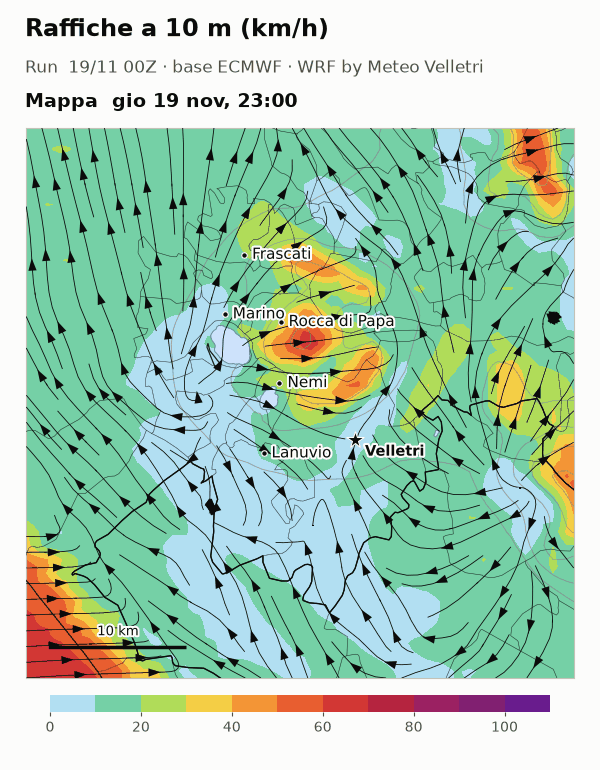 Raffiche a 10 m (km/h)
Run  19/11 00Z · base ECMWF · WRF by Meteo Velletri
Mappa  gio 19 nov, 23:00
Frascati
Marino
Rocca di Papa
Nemi
Lanuvio
Velletri
10 km
0 20 40 60 80 100